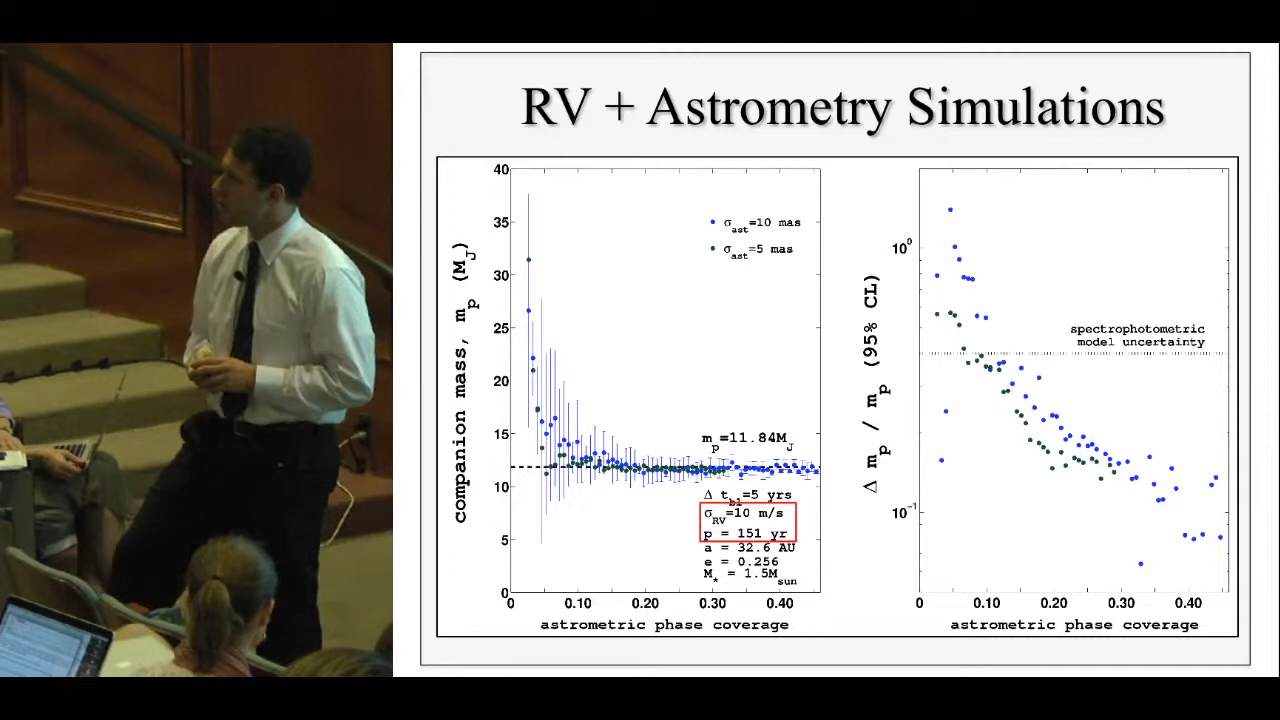 RV + Astrometry Simulations
40
35
30
25
20
15
10
5
0
companion mass, m_p (M_J)
σ_ast=10 mas
σ_ast=5 mas
m_p=11.84M_J
Δ t_bl=5 yrs
σ_RV=10 m/s
p = 151 yr
a = 32.6 AU
e = 0.256
M_* = 1.5M_sun
0 0.10 0.20 0.30 0.40
astrometric phase coverage
Δ m_p / m_p (95% CL)
10^0
10^-1
spectrophotometric
model uncertainty
0 0.10 0.20 0.30 0.40
astrometric phase coverage